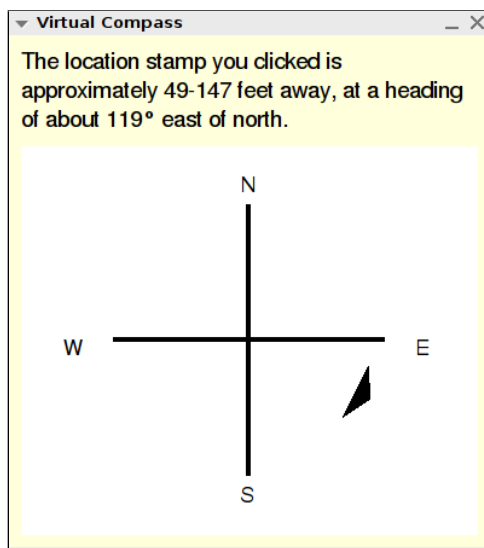 Virtual Compass
The location stamp you clicked is
approximately 49-147 feet away, at a heading
of about 119° east of north.
N
W
E
S